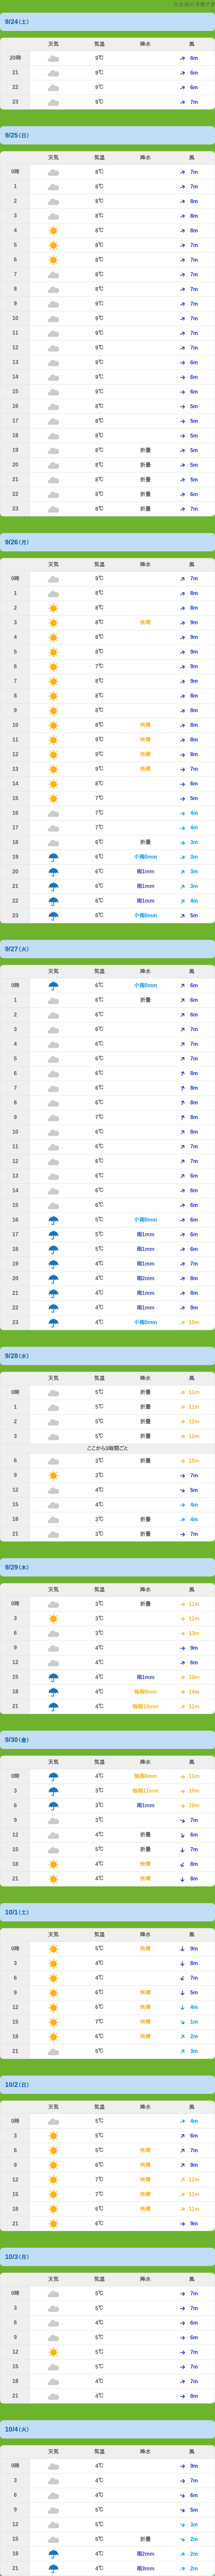 9/24(土)
天気 気温 降水 風
20時 9℃ 6m
21 9℃ 6m
22 9℃ 6m
23 9℃ 7m
9/25(日)
天気 気温 降水 風
0時 8℃ 7m
1 8℃ 7m
2 8℃ 8m
3 8℃ 8m
4 8℃ 8m
5 8℃ 7m
6 8℃ 7m
7 8℃ 7m
8 8℃ 7m
9 9℃ 7m
10 9℃ 7m
11 9℃ 7m
12 9℃ 7m
13 9℃ 6m
14 9℃ 6m
15 9℃ 6m
16 8℃ 5m
17 8℃ 5m
18 8℃ 5m
19 8℃ 折曇 5m
20 8℃ 折曇 5m
21 8℃ 折曇 5m
22 8℃ 折曇 6m
23 8℃ 折曇 7m
9/26(月)
天気 気温 降水 風
0時 9℃ 7m
1 8℃ 8m
2 8℃ 8m
3 8℃ 快晴 9m
4 8℃ 9m
5 8℃ 9m
6 7℃ 9m
7 8℃ 9m
8 8℃ 8m
9 8℃ 8m
10 8℃ 快晴 8m
11 9℃ 快晴 8m
12 9℃ 快晴 8m
13 9℃ 快晴 7m
14 8℃ 6m
15 7℃ 5m
16 7℃ 4m
17 7℃ 4m
18 6℃ 折曇 3m
19 6℃ 小雨0mm 3m
20 6℃ 雨1mm 3m
21 6℃ 雨1mm 3m
22 6℃ 雨1mm 4m
23 6℃ 小雨0mm 5m
9/27(火)
天気 気温 降水 風
0時 6℃ 小雨0mm 6m
1 6℃ 折曇 6m
2 6℃ 6m
3 6℃ 7m
4 6℃ 7m
5 6℃ 7m
6 6℃ 8m
7 6℃ 8m
8 6℃ 8m
9 7℃ 8m
10 6℃ 8m
11 6℃ 7m
12 6℃ 7m
13 6℃ 6m
14 6℃ 6m
15 6℃ 6m
16 5℃ 小雨0mm 6m
17 5℃ 雨1mm 6m
18 5℃ 雨1mm 6m
19 4℃ 雨1mm 7m
20 4℃ 雨2mm 8m
21 4℃ 雨1mm 8m
22 4℃ 雨1mm 9m
23 4℃ 小雨0mm 10m
9/28(水)
天気 気温 降水 風
0時 5℃ 折曇 11m
1 5℃ 折曇 11m
2 5℃ 折曇 12m
3 5℃ 折曇 12m
ここから3時間ごと
6 3℃ 折曇 10m
9 3℃ 7m
12 4℃ 5m
15 4℃ 4m
18 3℃ 折曇 4m
21 3℃ 折曇 7m
9/29(木)
天気 気温 降水 風
0時 3℃ 折曇 11m
3 3℃ 12m
6 3℃ 13m
9 4℃ 9m
12 4℃ 6m
15 4℃ 雨1mm 10m
18 4℃ 強雨9mm 14m
21 4℃ 強雨10mm 12m
9/30(金)
天気 気温 降水 風
0時 4℃ 強雨8mm 11m
3 3℃ 強雨11mm 10m
6 3℃ 雨1mm 10m
9 3℃ 7m
12 4℃ 折曇 6m
15 5℃ 折曇 7m
18 4℃ 快晴 8m
21 4℃ 快晴 8m
10/1(土)
天気 気温 降水 風
0時 5℃ 快晴 9m
3 4℃ 8m
6 4℃ 7m
9 6℃ 快晴 5m
12 6℃ 快晴 4m
15 7℃ 快晴 1m
18 6℃ 快晴 2m
21 5℃ 3m
10/2(日)
天気 気温 降水 風
0時 5℃ 4m
3 5℃ 6m
6 5℃ 快晴 7m
9 6℃ 快晴 9m
12 7℃ 快晴 12m
15 7℃ 快晴 11m
18 6℃ 快晴 11m
21 6℃ 9m
10/3(月)
天気 気温 降水 風
0時 5℃ 7m
3 5℃ 7m
6 4℃ 6m
9 5℃ 6m
12 5℃ 7m
15 5℃ 7m
18 4℃ 7m
21 4℃ 8m
10/4(火)
天気 気温 降水 風
0時 4℃ 9m
3 4℃ 7m
6 4℃ 6m
9 5℃ 5m
12 5℃ 3m
15 5℃ 折曇 2m
18 4℃ 雨2mm 2m
21 4℃ 雨3mm 2m